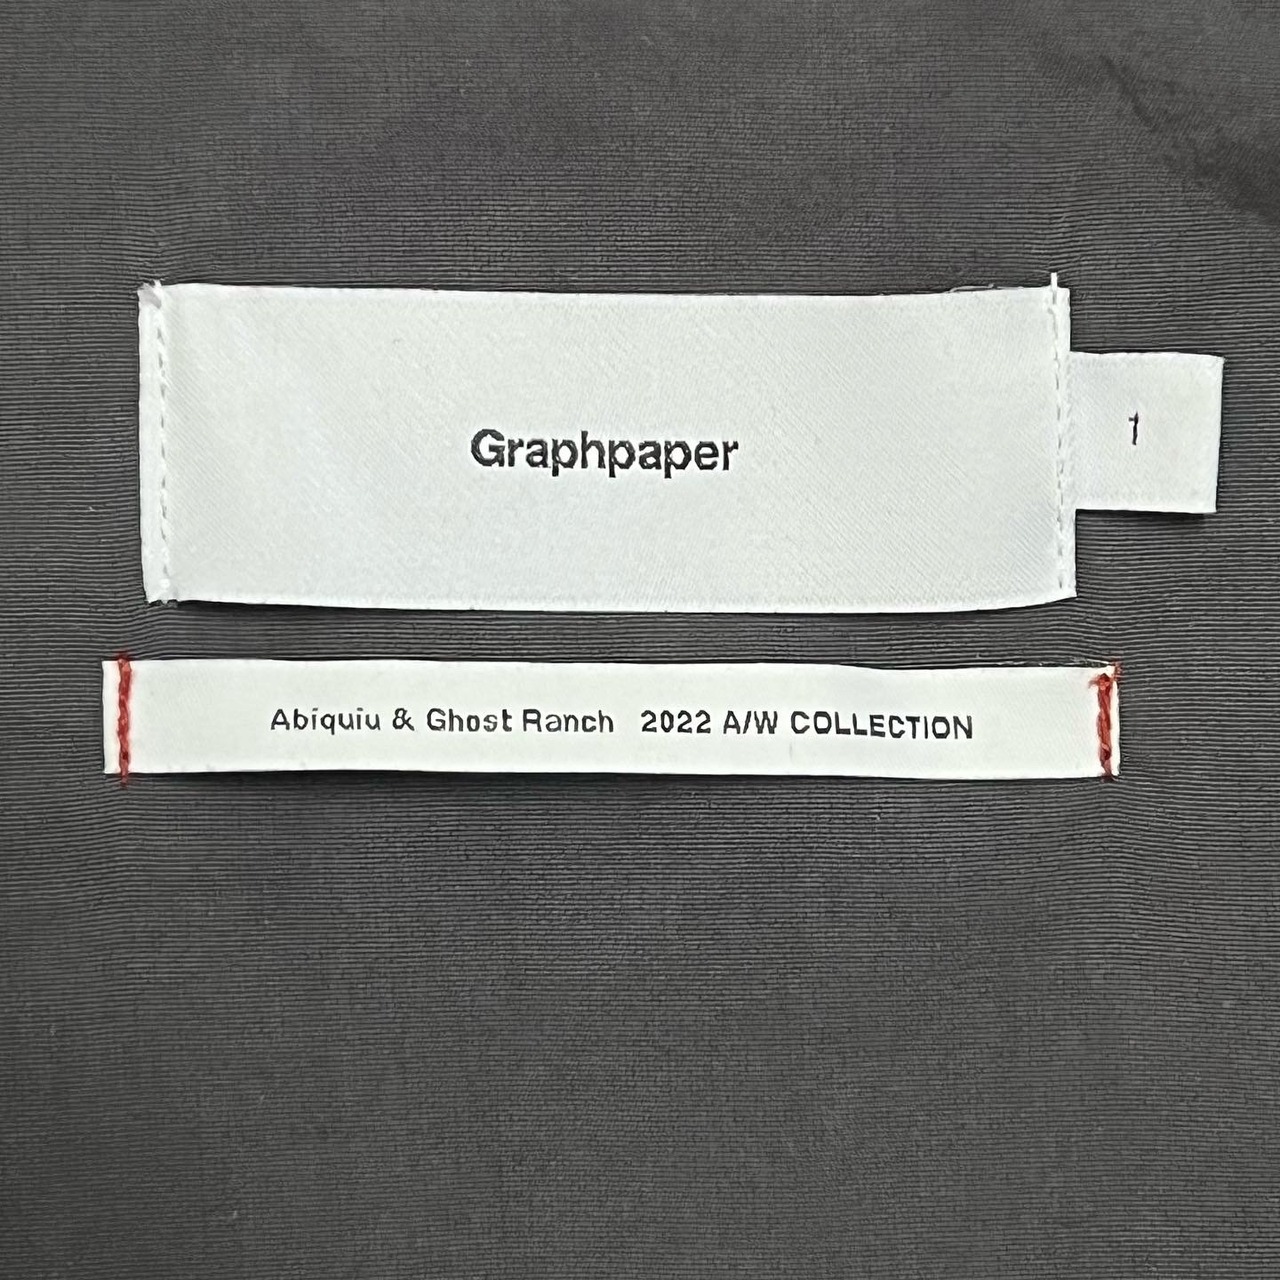 Graphpaper
1
Abiquiu & Ghost Ranch 2022 A/W COLLECTION